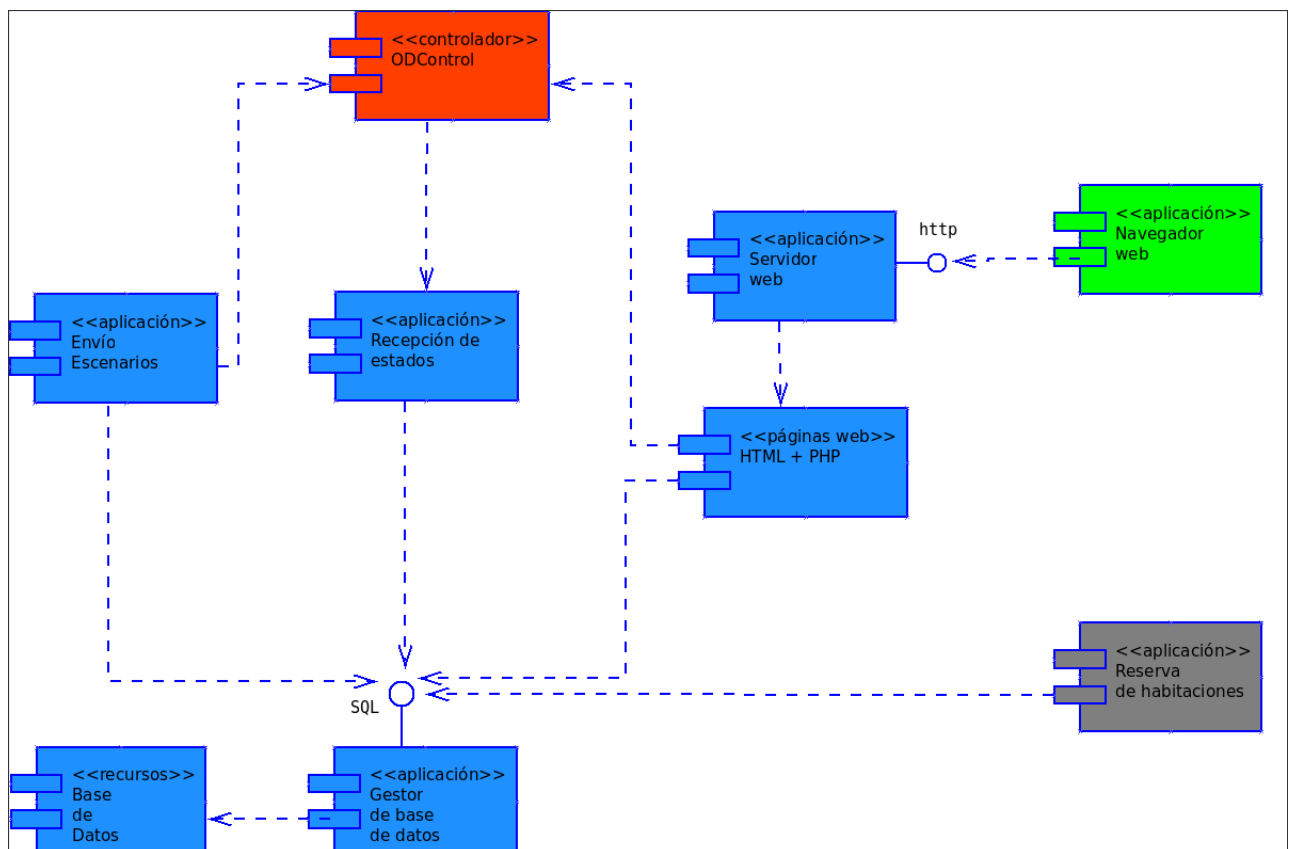 <<controlador>>
ODControl
<<aplicación>>
Navegador
web
http
<<aplicación>>
Servidor
web
<<aplicación>>
Envío
Escenarios
<<aplicación>>
Recepción de
estados
<<páginas web>>
HTML + PHP
<<aplicación>>
Reserva
de habitaciones
SQL
<<recursos>>
Base
de
Datos
<<aplicación>>
Gestor
de base
de datos